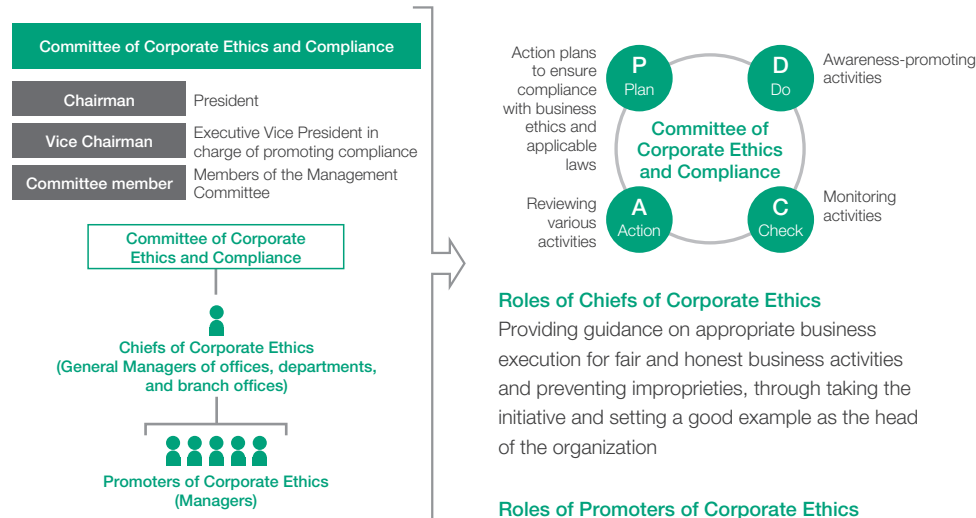 Committee of Corporate Ethics and Compliance
Chairman
President
Vice Chairman
Executive Vice President in
charge of promoting compliance
Committee member
Members of the Management
Committee
Committee of Corporate
Ethics and Compliance
Chiefs of Corporate Ethics
(General Managers of offices, departments,
and branch offices)
Promoters of Corporate Ethics
(Managers)
Action plans
to ensure
compliance
with business
ethics and
applicable
laws
P
Plan
D
Do
Awareness-promoting
activities
Committee of
Corporate Ethics
and Compliance
Reviewing
various
activities
A
Action
C
Check
Monitoring
activities
Roles of Chiefs of Corporate Ethics
Providing guidance on appropriate business
execution for fair and honest business activities
and preventing improprieties, through taking the
initiative and setting a good example as the head
of the organization
Roles of Promoters of Corporate Ethics